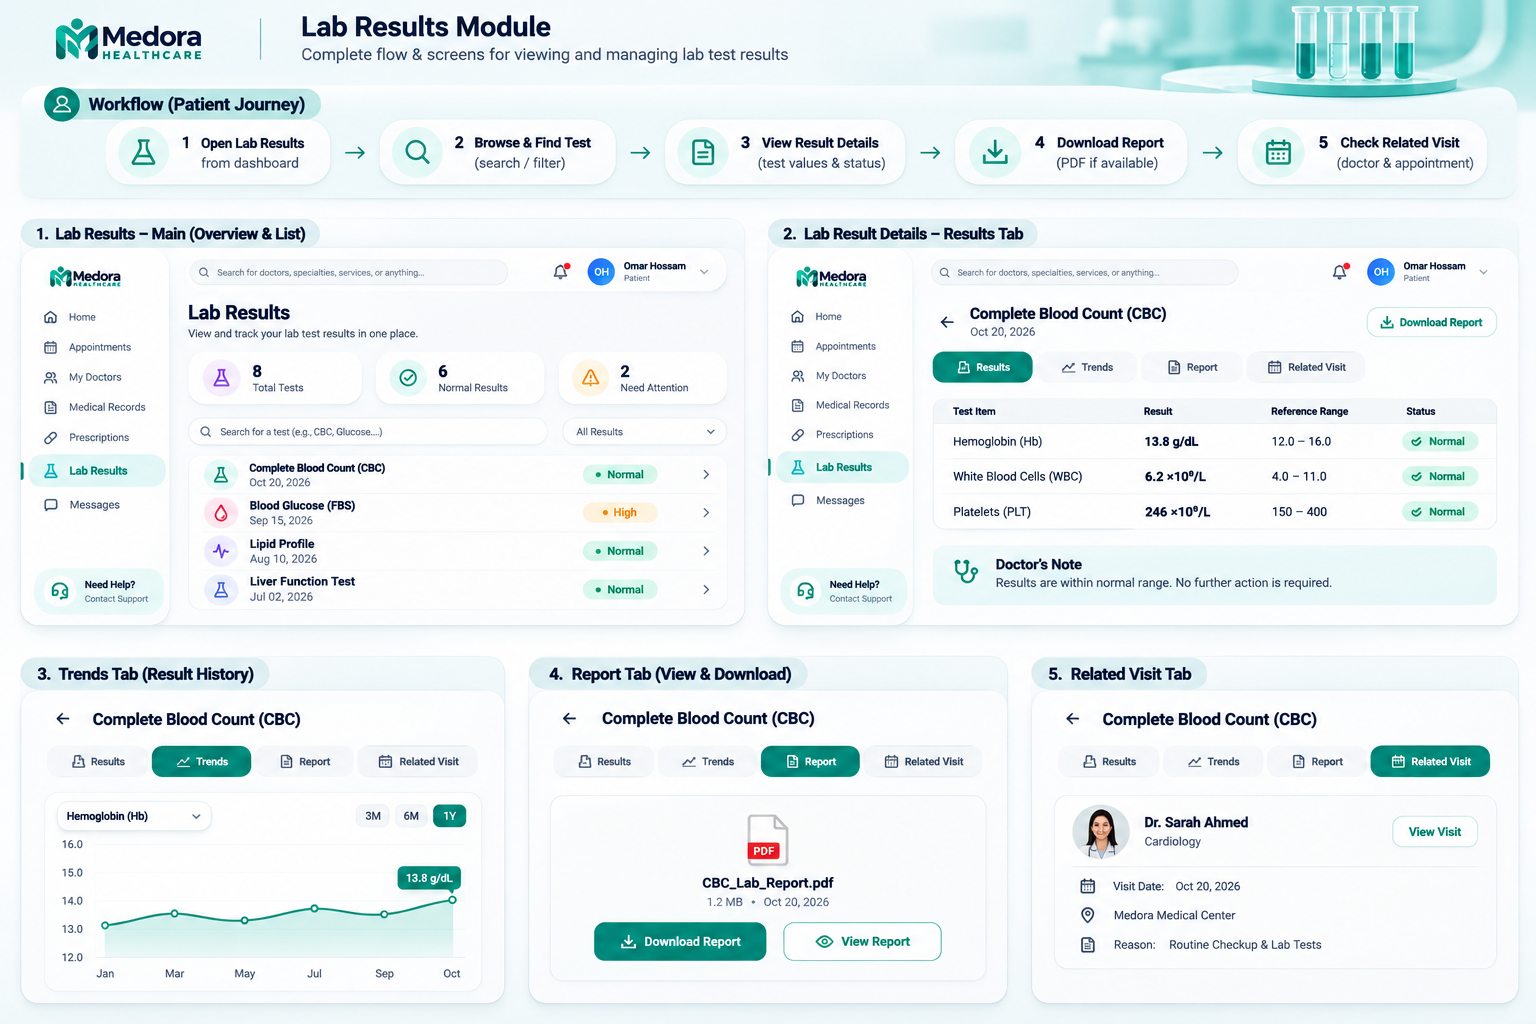 Medora
HEALTHCARE
Lab Results Module
Complete flow & screens for viewing and managing lab test results
Workflow (Patient Journey)
1 Open Lab Results
from dashboard
2 Browse & Find Test
(search / filter)
3 View Result Details
(test values & status)
4 Download Report
(PDF if available)
5 Check Related Visit
(doctor & appointment)
1. Lab Results – Main (Overview & List)
Medora
HEALTHCARE
Home
Appointments
My Doctors
Medical Records
Prescriptions
Lab Results
Messages
Need Help?
Contact Support
Search for doctors, specialties, services, or anything...
OH
Omar Hossam
Patient
Lab Results
View and track your lab test results in one place.
8
Total Tests
6
Normal Results
2
Need Attention
Search for a test (e.g., CBC, Glucose....)
All Results
Complete Blood Count (CBC)
Oct 20, 2026
Normal
Blood Glucose (FBS)
Sep 15, 2026
High
Lipid Profile
Aug 10, 2026
Normal
Liver Function Test
Jul 02, 2026
Normal
2. Lab Result Details – Results Tab
Medora
HEALTHCARE
Home
Appointments
My Doctors
Medical Records
Prescriptions
Lab Results
Messages
Need Help?
Contact Support
Search for doctors, specialties, services, or anything...
OH
Omar Hossam
Patient
Complete Blood Count (CBC)
Oct 20, 2026
Download Report
Results Trends Report Related Visit
Test Item Result Reference Range Status
Hemoglobin (Hb) 13.8 g/dL 12.0 – 16.0 Normal
White Blood Cells (WBC) 6.2 ×10⁹/L 4.0 – 11.0 Normal
Platelets (PLT) 246 ×10⁹/L 150 – 400 Normal
Doctor's Note
Results are within normal range. No further action is required.
3. Trends Tab (Result History)
Complete Blood Count (CBC)
Results Trends Report Related Visit
Hemoglobin (Hb)
3M 6M 1Y
16.0
15.0
14.0
13.0
12.0
13.8 g/dL
Jan Mar May Jul Sep Oct
4. Report Tab (View & Download)
Complete Blood Count (CBC)
Results Trends Report Related Visit
PDF
CBC_Lab_Report.pdf
1.2 MB • Oct 20, 2026
Download Report
View Report
5. Related Visit Tab
Complete Blood Count (CBC)
Results Trends Report Related Visit
Dr. Sarah Ahmed
Cardiology
View Visit
Visit Date: Oct 20, 2026
Medora Medical Center
Reason: Routine Checkup & Lab Tests